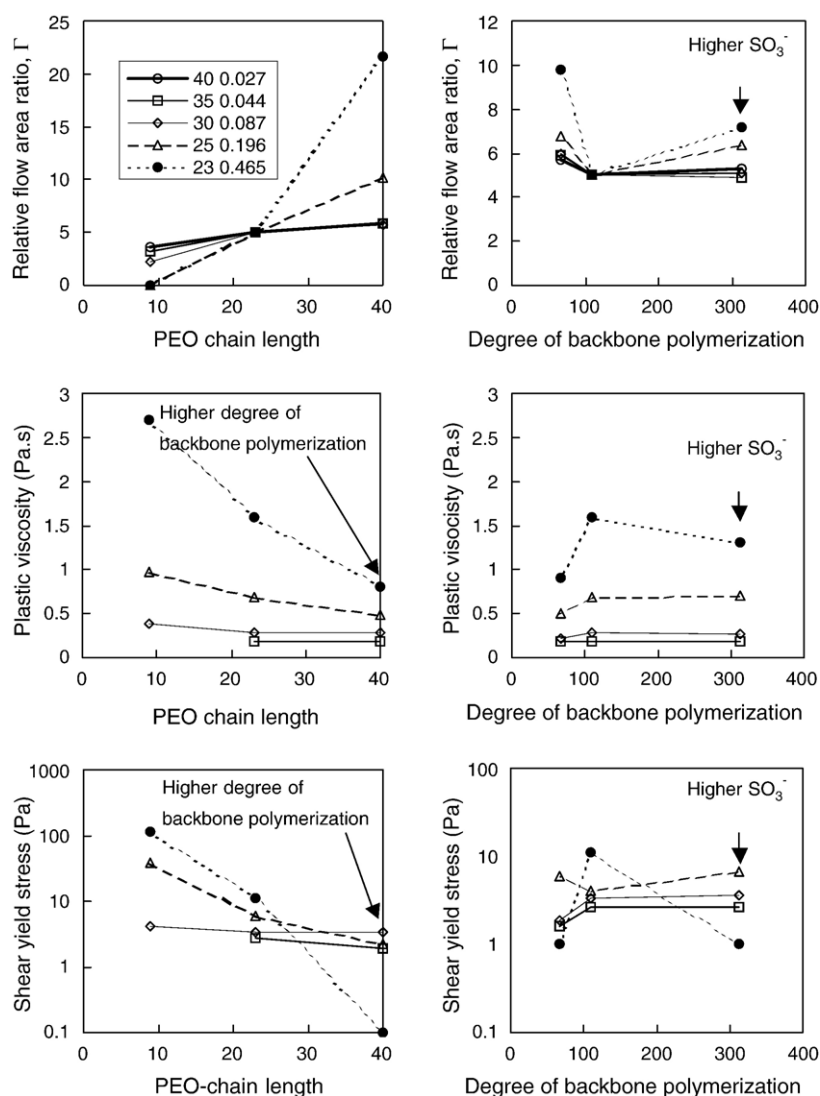 25
20
15
10
5
0
Relative flow area ratio, Γ
40 0.027
35 0.044
30 0.087
25 0.196
23 0.465
0 10 20 30 40
PEO chain length
12
10
8
6
4
2
0
Relative flow area ratio, Γ
Higher SO₃⁻
0 100 200 300 400
Degree of backbone polymerization
3
2.5
2
1.5
1
0.5
0
Plastic viscosity (Pa.s)
Higher degree of
backbone polymerization
0 10 20 30 40
PEO chain length
3
2.5
2
1.5
1
0.5
0
Plastic visocisty (Pa.s)
Higher SO₃⁻
0 100 200 300 400
Degree of backbone polymerization
1000
100
10
1
0.1
Shear yield stress (Pa)
Higher degree of
backbone polymerization
0 10 20 30 40
PEO-chain length
100
10
1
0.1
Shear yield stress (Pa)
Higher SO₃⁻
0 100 200 300 400
Degree of backbone polymerization